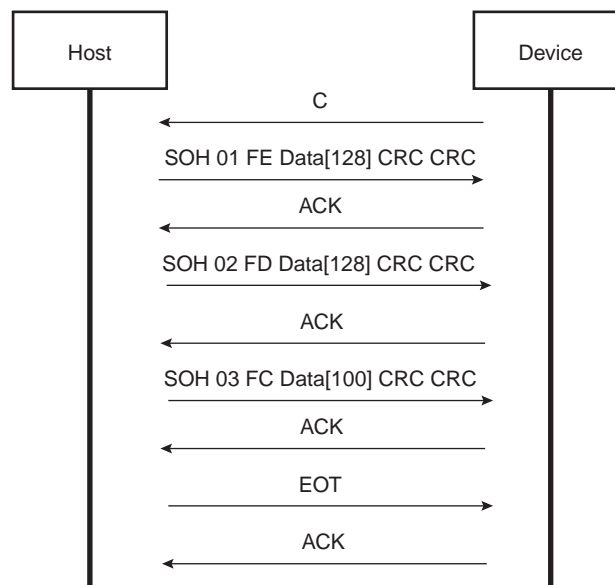 Host
Device
C
SOH 01 FE Data[128] CRC CRC
ACK
SOH 02 FD Data[128] CRC CRC
ACK
SOH 03 FC Data[100] CRC CRC
ACK
EOT
ACK